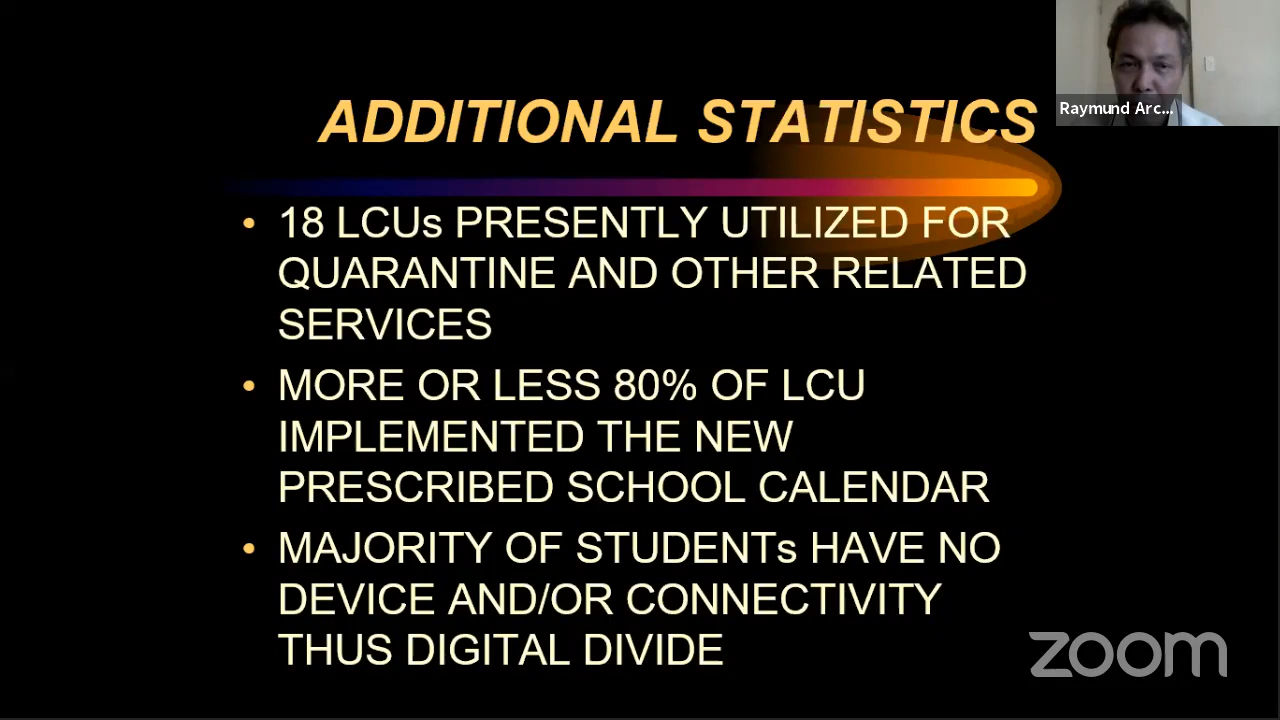 ADDITIONAL STATISTICS
Raymund Arc...
• 18 LCUs PRESENTLY UTILIZED FOR
QUARANTINE AND OTHER RELATED
SERVICES
• MORE OR LESS 80% OF LCU
IMPLEMENTED THE NEW
PRESCRIBED SCHOOL CALENDAR
• MAJORITY OF STUDENTs HAVE NO
DEVICE AND/OR CONNECTIVITY
THUS DIGITAL DIVIDE
zoom